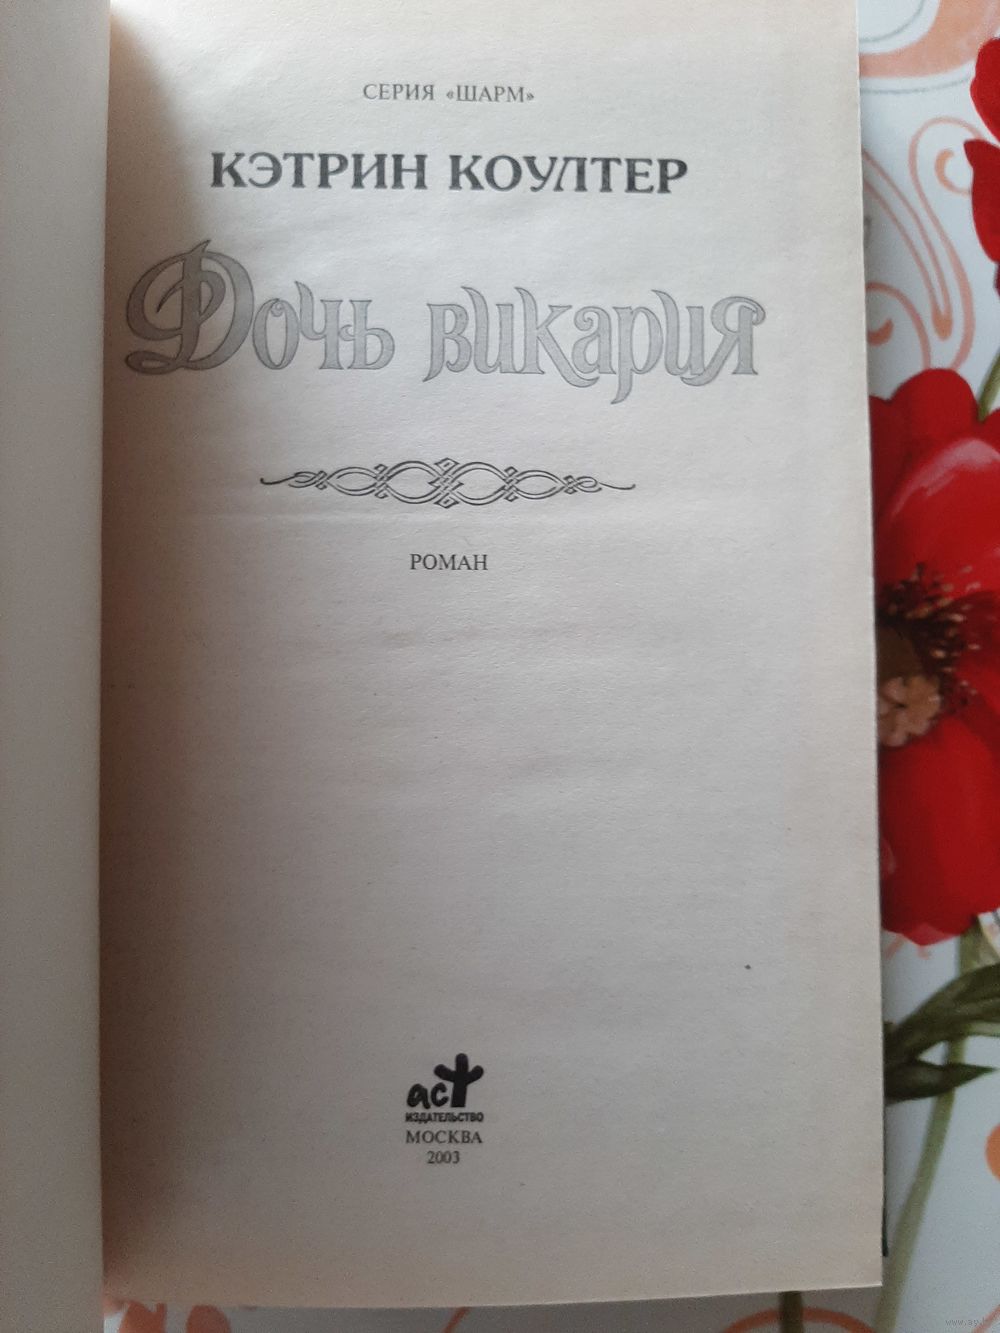 СЕРИЯ «ШАРМ»
КЭТРИН КОУЛТЕР
Дочь викария
РОМАН
аст
ИЗДАТЕЛЬСТВО
МОСКВА
2003